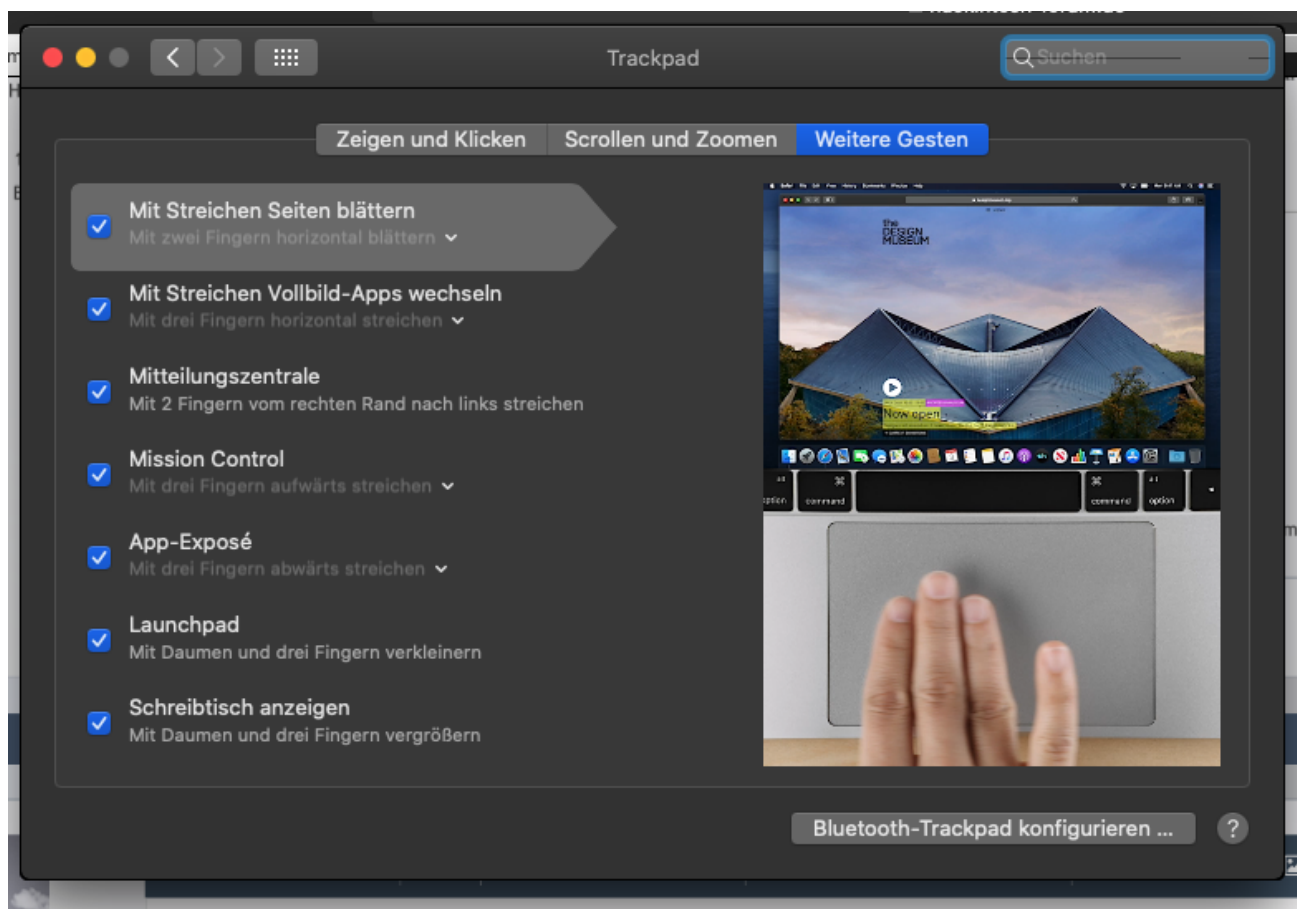 Trackpad
Suchen
Zeigen und Klicken
Scrollen und Zoomen
Weitere Gesten
Mit Streichen Seiten blättern
Mit zwei Fingern horizontal blättern
Mit Streichen Vollbild-Apps wechseln
Mit drei Fingern horizontal streichen
Mitteilungszentrale
Mit 2 Fingern vom rechten Rand nach links streichen
Mission Control
Mit drei Fingern aufwärts streichen
App-Exposé
Mit drei Fingern abwärts streichen
Launchpad
Mit Daumen und drei Fingern verkleinern
Schreibtisch anzeigen
Mit Daumen und drei Fingern vergrößern
the
DESIGN
MUSEUM
Now open
command
command
option
Bluetooth-Trackpad konfigurieren ...
?